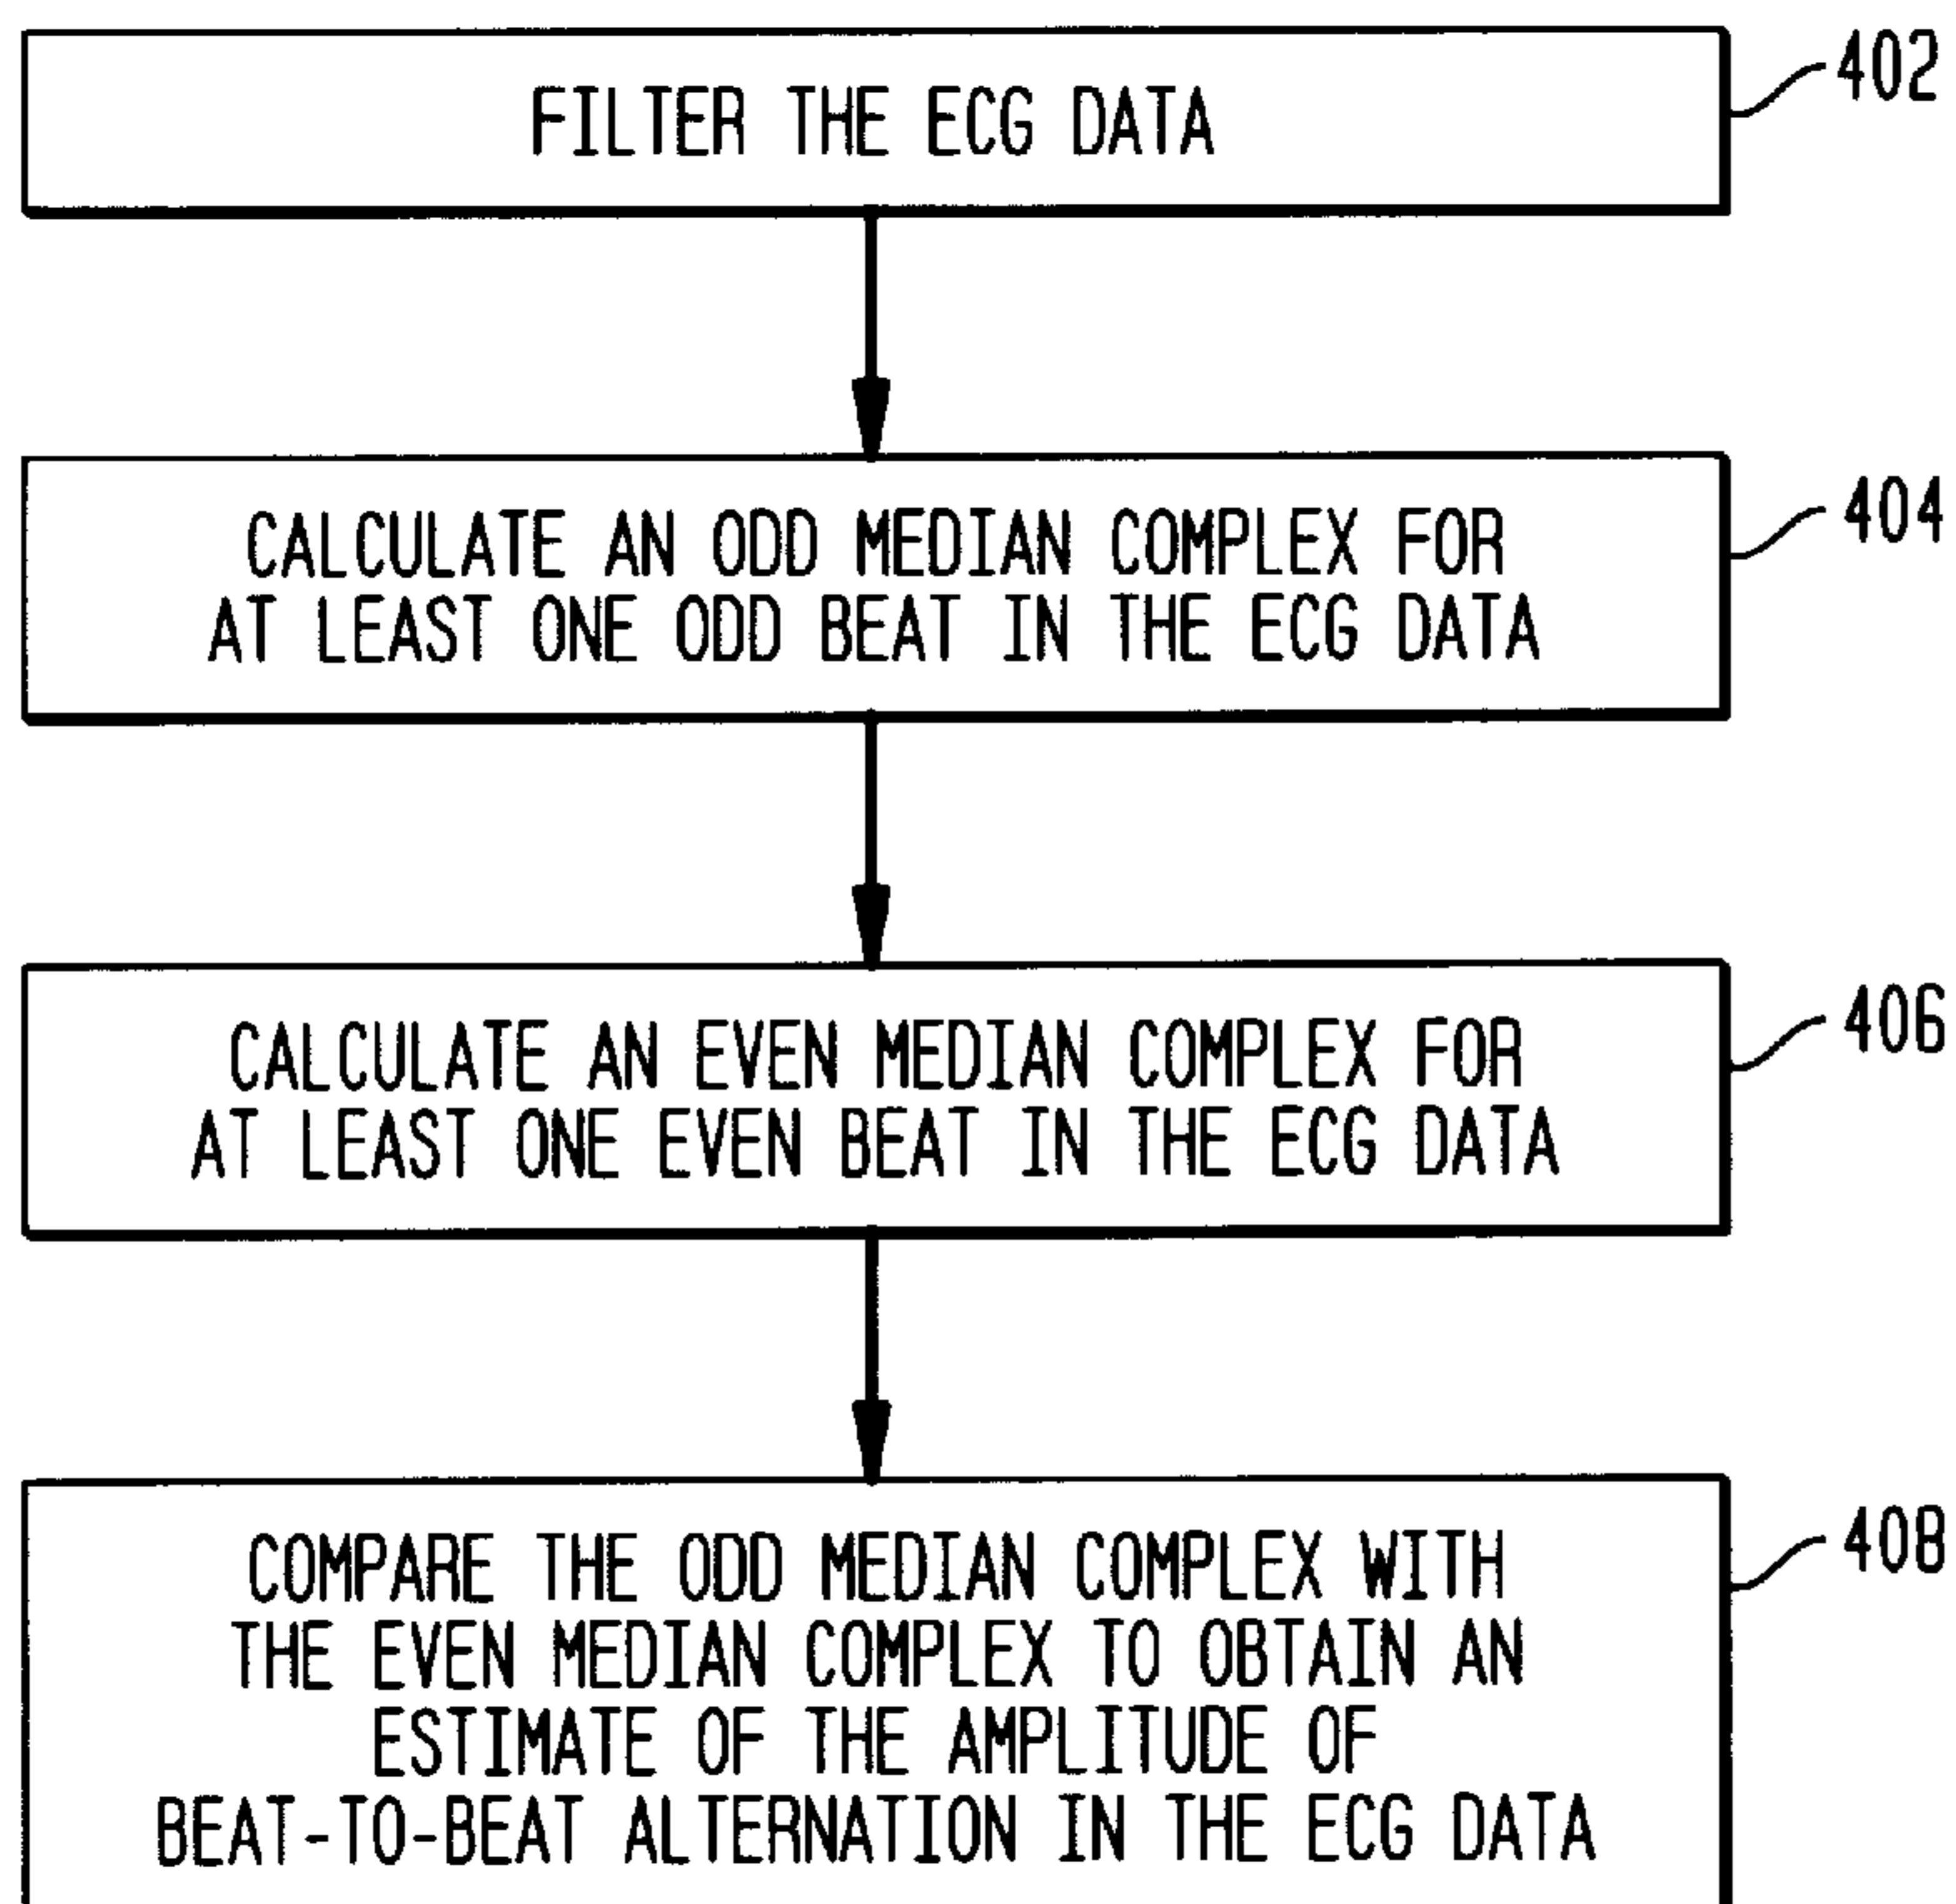 FILTER THE ECG DATA
402
CALCULATE AN ODD MEDIAN COMPLEX FOR
AT LEAST ONE ODD BEAT IN THE ECG DATA
404
CALCULATE AN EVEN MEDIAN COMPLEX FOR
AT LEAST ONE EVEN BEAT IN THE ECG DATA
406
COMPARE THE ODD MEDIAN COMPLEX WITH
THE EVEN MEDIAN COMPLEX TO OBTAIN AN
ESTIMATE OF THE AMPLITUDE OF
BEAT-TO-BEAT ALTERNATION IN THE ECG DATA
408